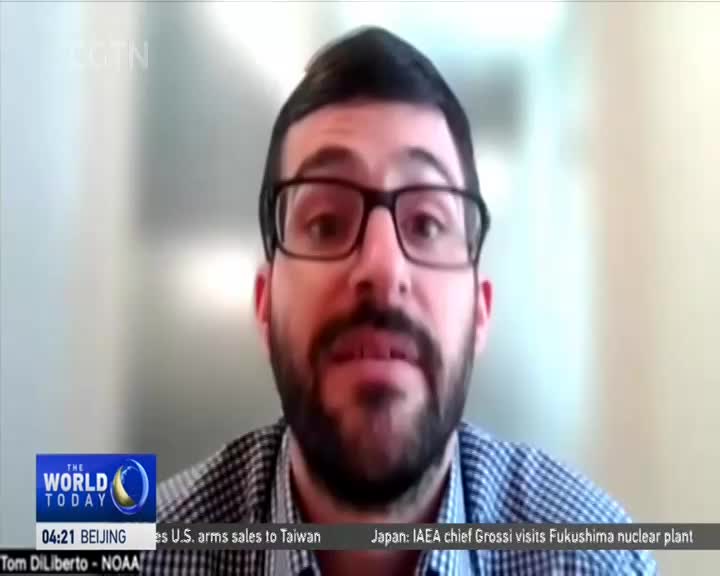 CGTN
THE
WORLD
TODAY
04:21 BEIJING
es U.S. arms sales to Taiwan Japan: IAEA chief Grossi visits Fukushima nuclear plant
Tom DiLiberto - NOAA